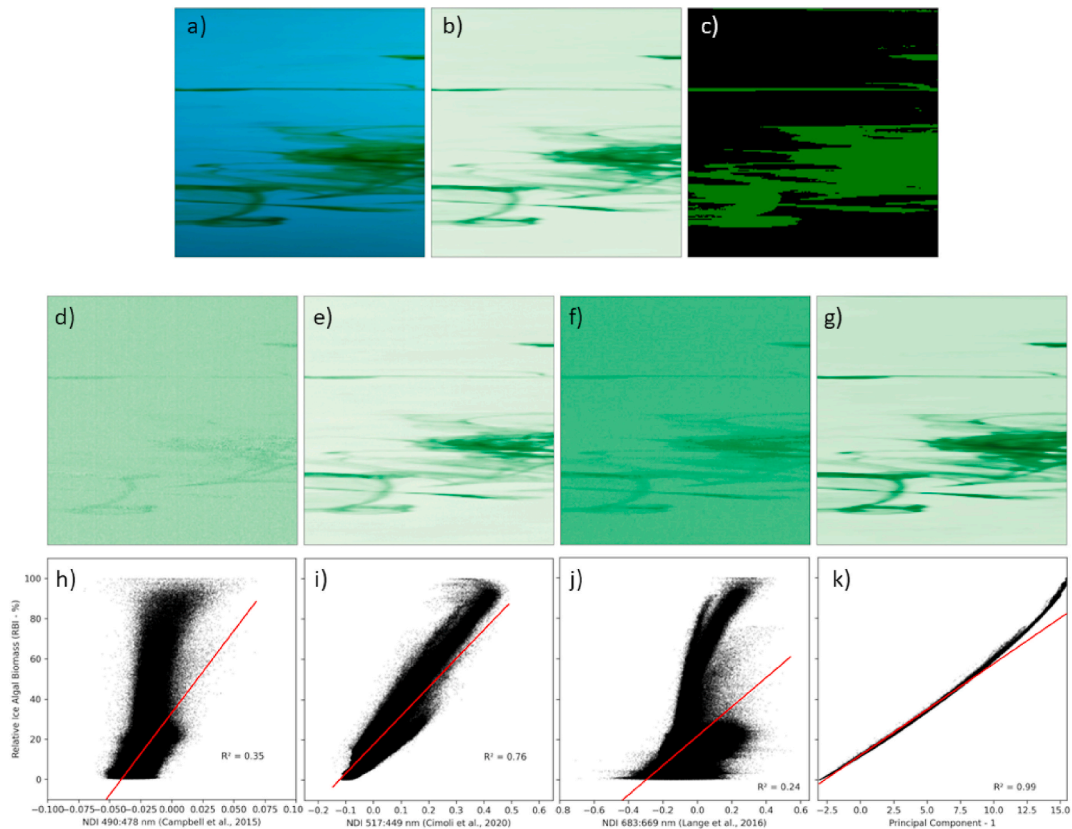 a)
b)
c)
d)
e)
f)
g)
h)
i)
j)
k)
Relative Ice Algal Biomass (RBI - %)
100
80
60
40
20
0
R² = 0.35
R² = 0.76
R² = 0.24
R² = 0.99
−0.100 −0.075 −0.050 −0.025 0.000 0.025 0.050 0.075 0.100
−0.2 −0.1 0.0 0.1 0.2 0.3 0.4 0.5 0.6
−0.6 −0.4 −0.2 0.0 0.2 0.4 0.6
−2.5 0.0 2.5 5.0 7.5 10.0 12.5 15.0
NDI 490:478 nm (Campbell et al., 2015)
NDI 517:449 nm (Cimoli et al., 2020)
NDI 683:669 nm (Lange et al., 2016)
Principal Component - 1